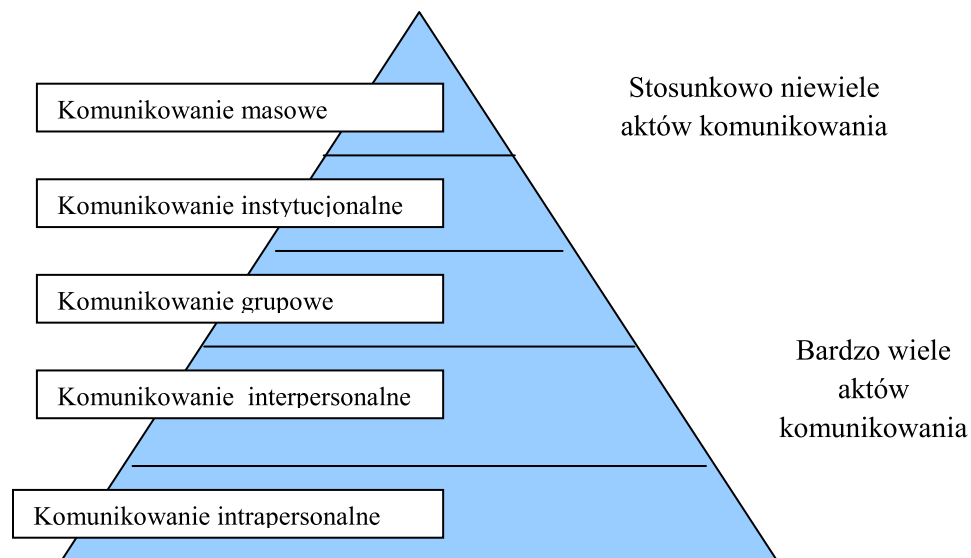 Komunikowanie masowe
Stosunkowo niewiele
aktów komunikowania
Komunikowanie instytucjonalne
Komunikowanie grupowe
Komunikowanie interpersonalne
Bardzo wiele
aktów
komunikowania
Komunikowanie intrapersonalne